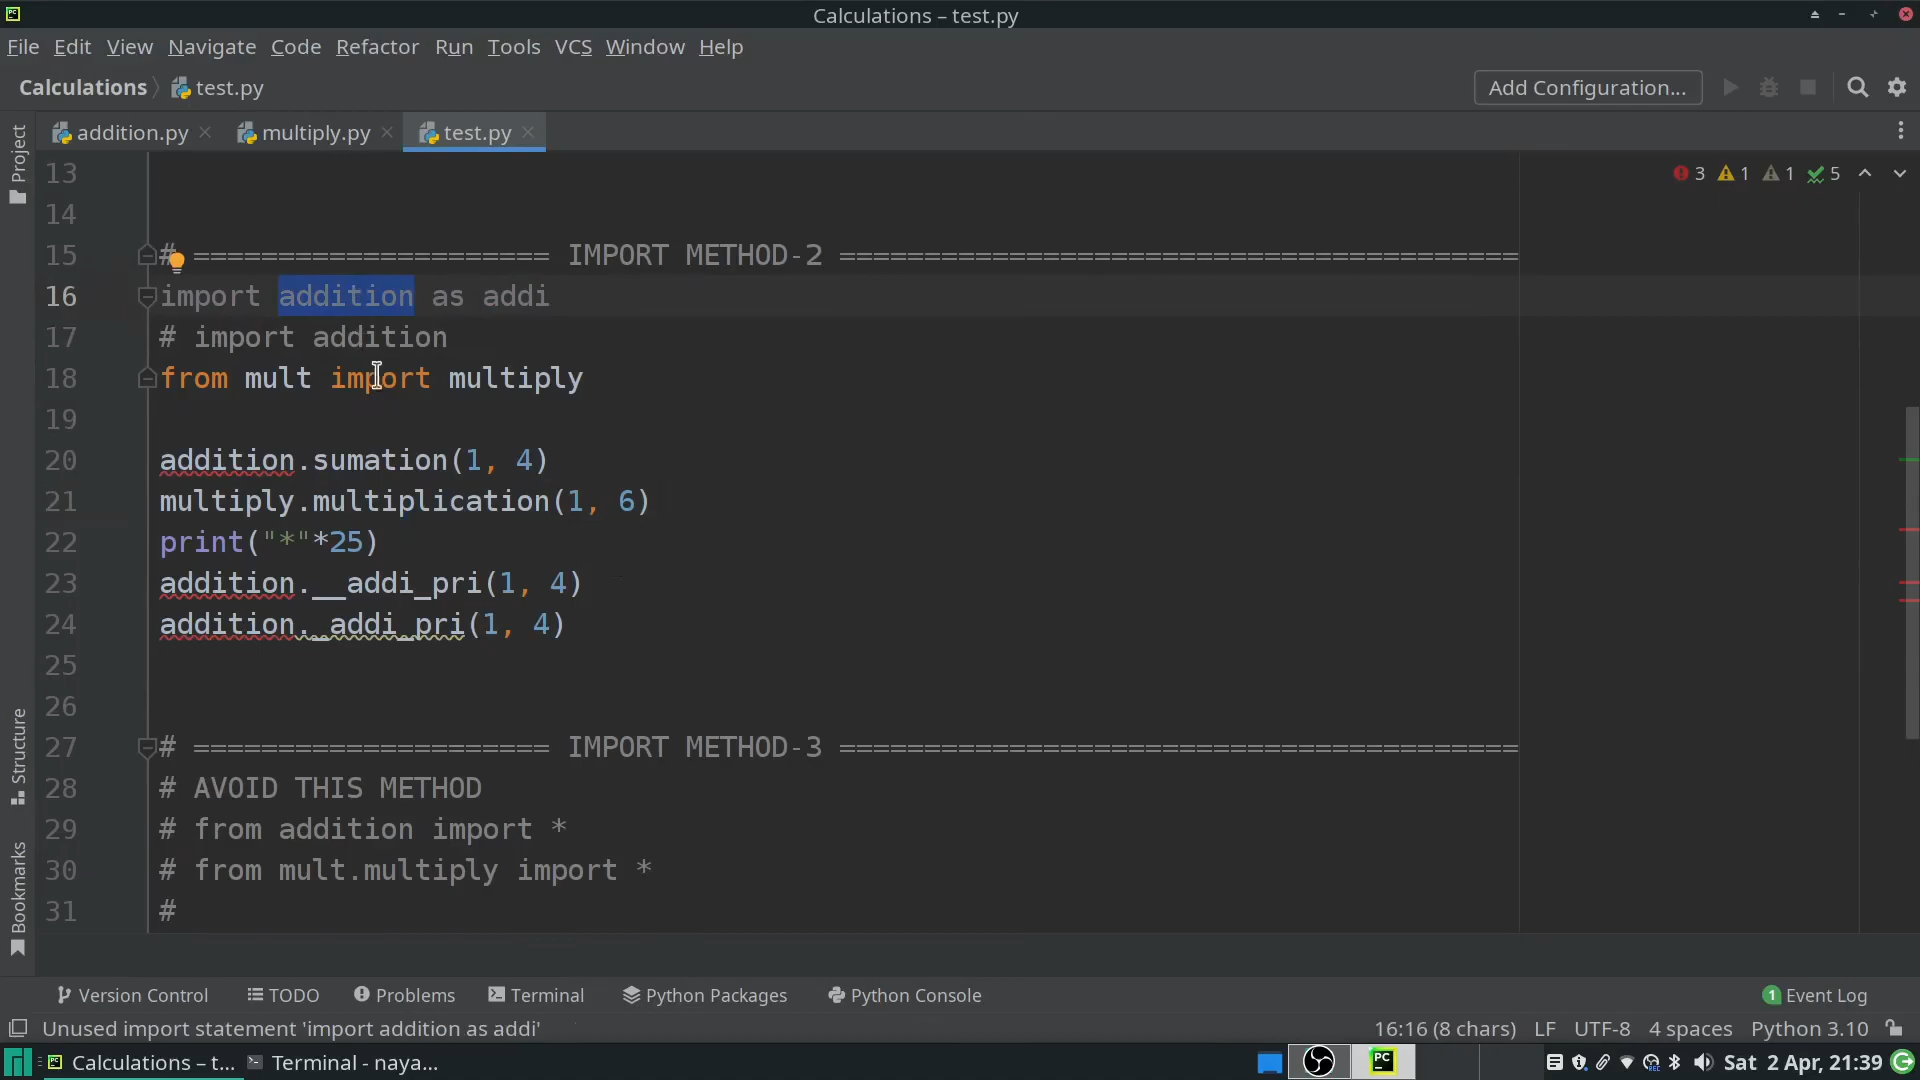 Calculations – test.py
File Edit View Navigate Code Refactor Run Tools VCS Window Help
Calculations test.py Add Configuration...
addition.py multiply.py test.py
Project
3 1 1 5
13
14
15 # ===================== IMPORT METHOD-2 ========================================
16 import addition as addi
17 # import addition
18 from mult import multiply
19
20 addition.sumation(1, 4)
21 multiply.multiplication(1, 6)
22 print("*"*25)
23 addition.__addi_pri(1, 4)
24 addition._addi_pri(1, 4)
25
26
27 # ===================== IMPORT METHOD-3 ========================================
28 # AVOID THIS METHOD
29 # from addition import *
30 # from mult.multiply import *
31 #
Structure
Bookmarks
Version Control TODO Problems Terminal Python Packages Python Console 1 Event Log
Unused import statement 'import addition as addi' 16:16 (8 chars) LF UTF-8 4 spaces Python 3.10
Calculations – t... Terminal - naya... Sat 2 Apr, 21:39